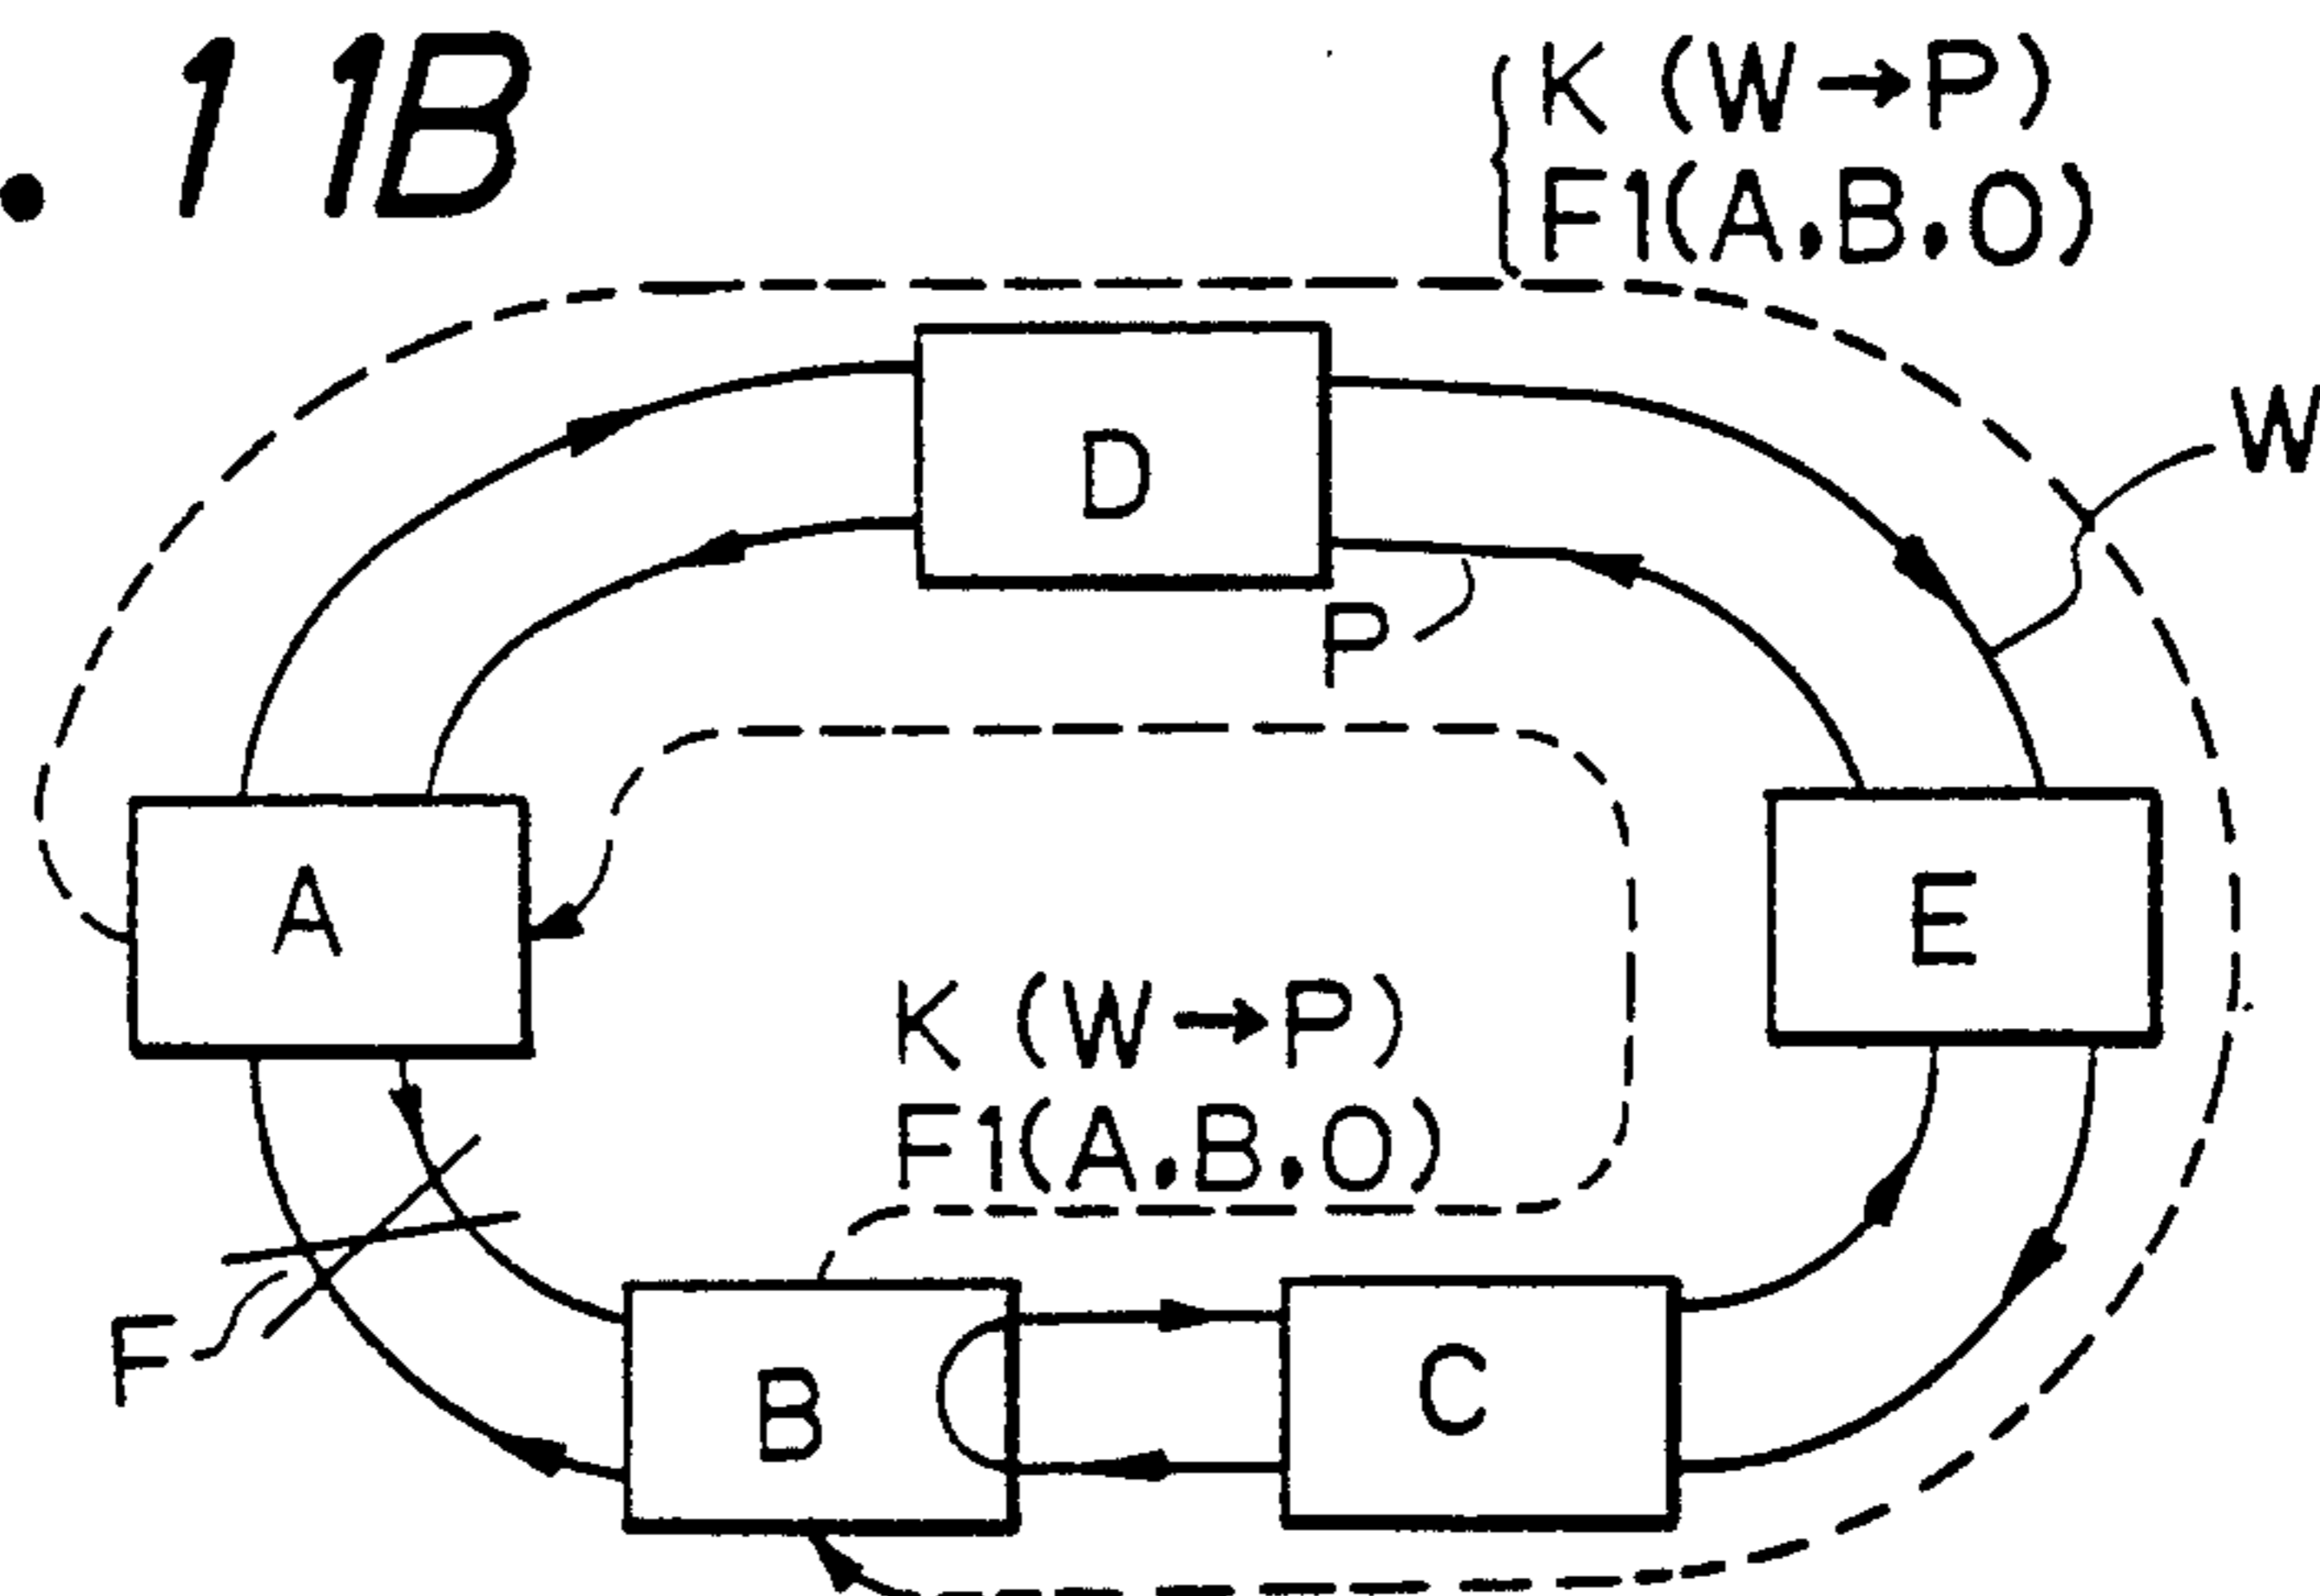 . 11B
K (W→P)
F1(A.B.O)
W
D
P
A
E
K (W→P)
F1(A.B.O)
F
B
C